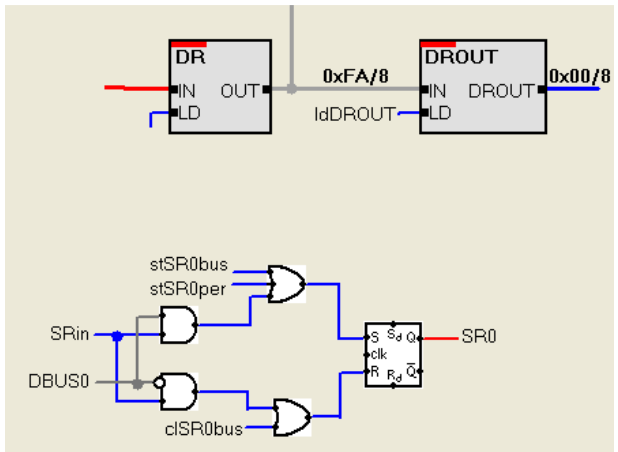 DR
DROUT
0xFA/8
0x00/8
IN OUT
IN DROUT
LD
ldDROUT
LD
stSR0bus
stSR0per
SRin
S Sd Q
SR0
clk
DBUS0
R Rd Q̅
clSR0bus